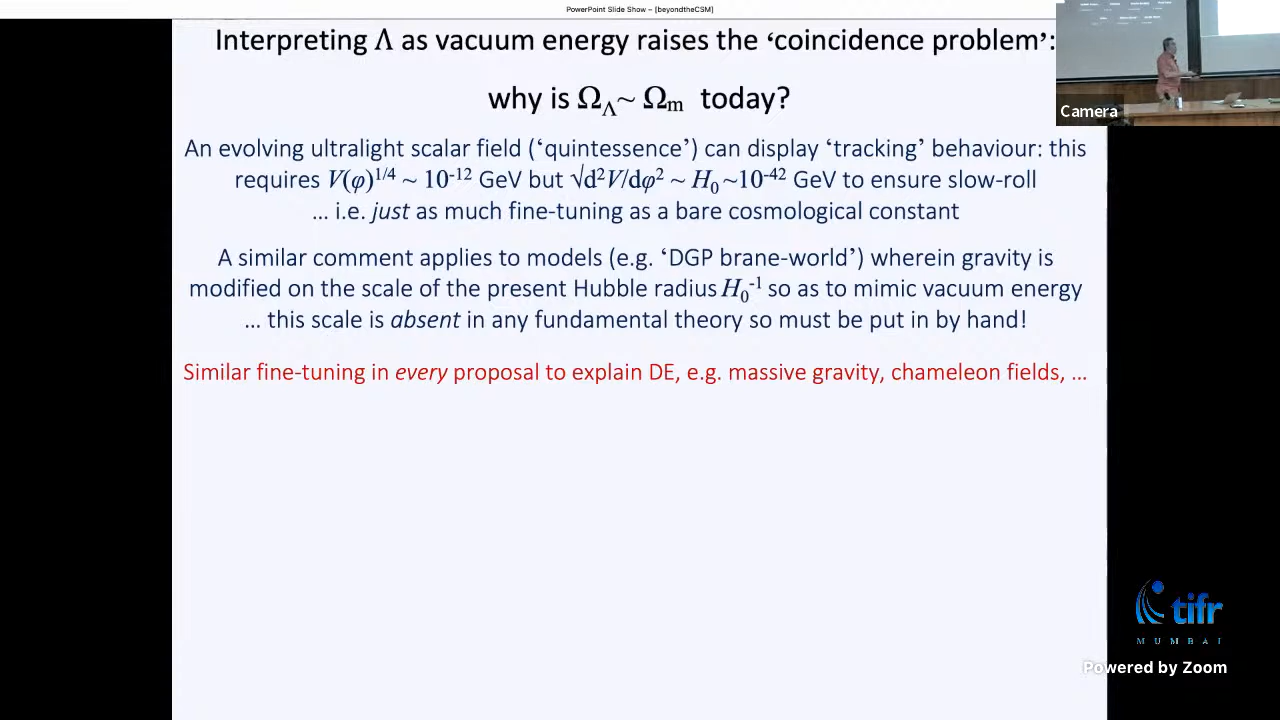 PowerPoint Slide Show – [beyondtheCSM]
Interpreting Λ as vacuum energy raises the ‘coincidence problem’:
why is Ω_Λ~ Ω_m today?
An evolving ultralight scalar field (‘quintessence’) can display ‘tracking’ behaviour: this
requires V(φ)^1/4 ~ 10^-12 GeV but √d²V/dφ² ~ H₀ ~10^-42 GeV to ensure slow-roll
… i.e. just as much fine-tuning as a bare cosmological constant
A similar comment applies to models (e.g. ‘DGP brane-world’) wherein gravity is
modified on the scale of the present Hubble radius H₀^-1 so as to mimic vacuum energy
… this scale is absent in any fundamental theory so must be put in by hand!
Similar fine-tuning in every proposal to explain DE, e.g. massive gravity, chameleon fields, …
Camera
tifr
MUMBAI
Powered by Zoom